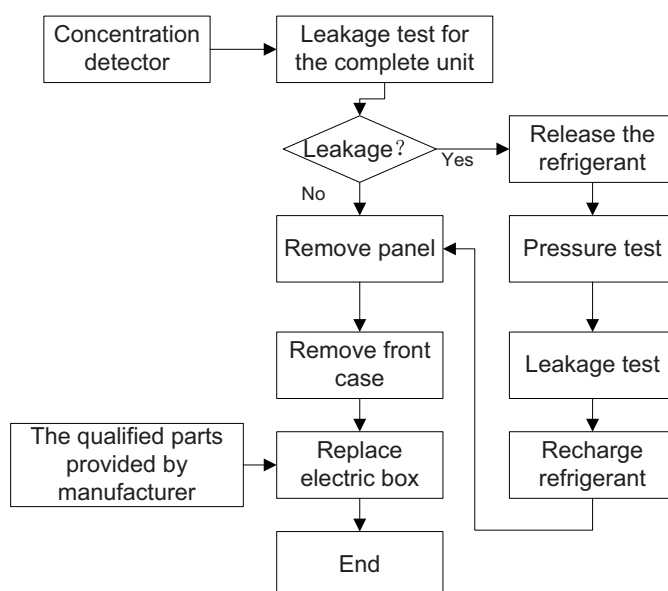 Concentration
detector
Leakage test for
the complete unit
Leakage?
Yes
Release the
refrigerant
No
Remove panel
Pressure test
Remove front
case
Leakage test
The qualified parts
provided by
manufacturer
Replace
electric box
Recharge
refrigerant
End